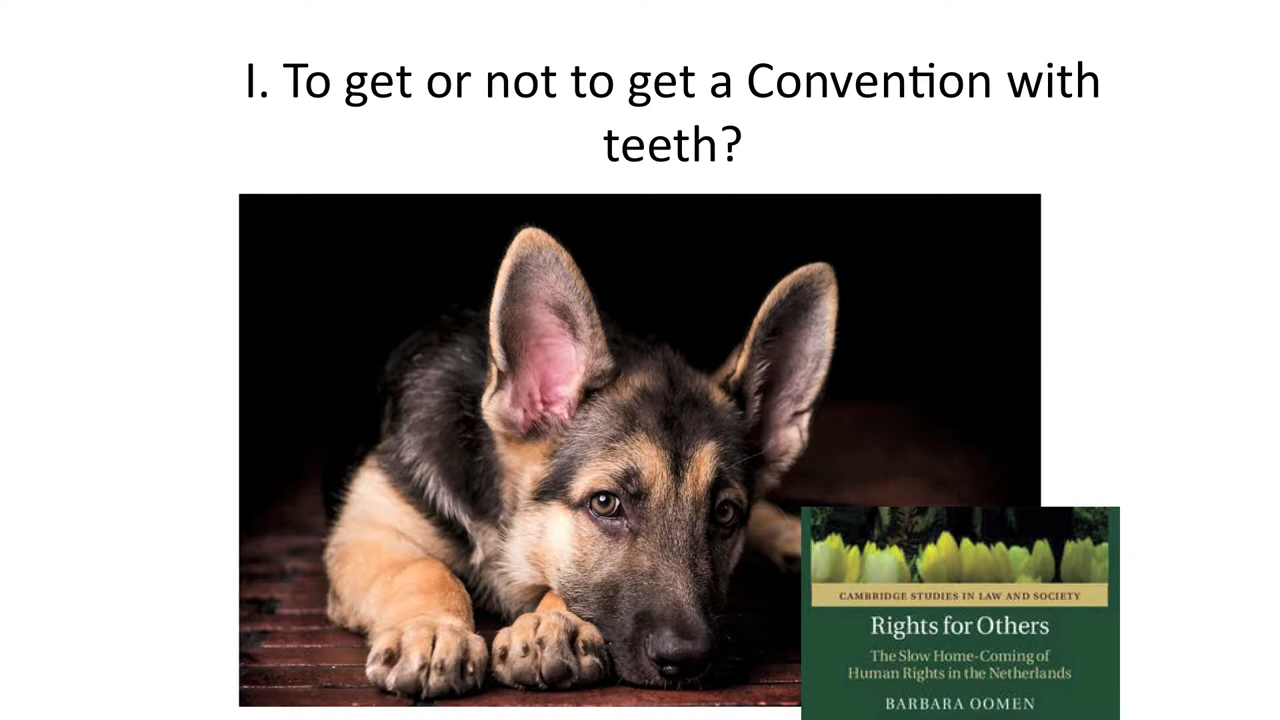 I. To get or not to get a Convention with
teeth?
CAMBRIDGE STUDIES IN LAW AND SOCIETY
Rights for Others
The Slow Home-Coming of
Human Rights in the Netherlands
BARBARA OOMEN